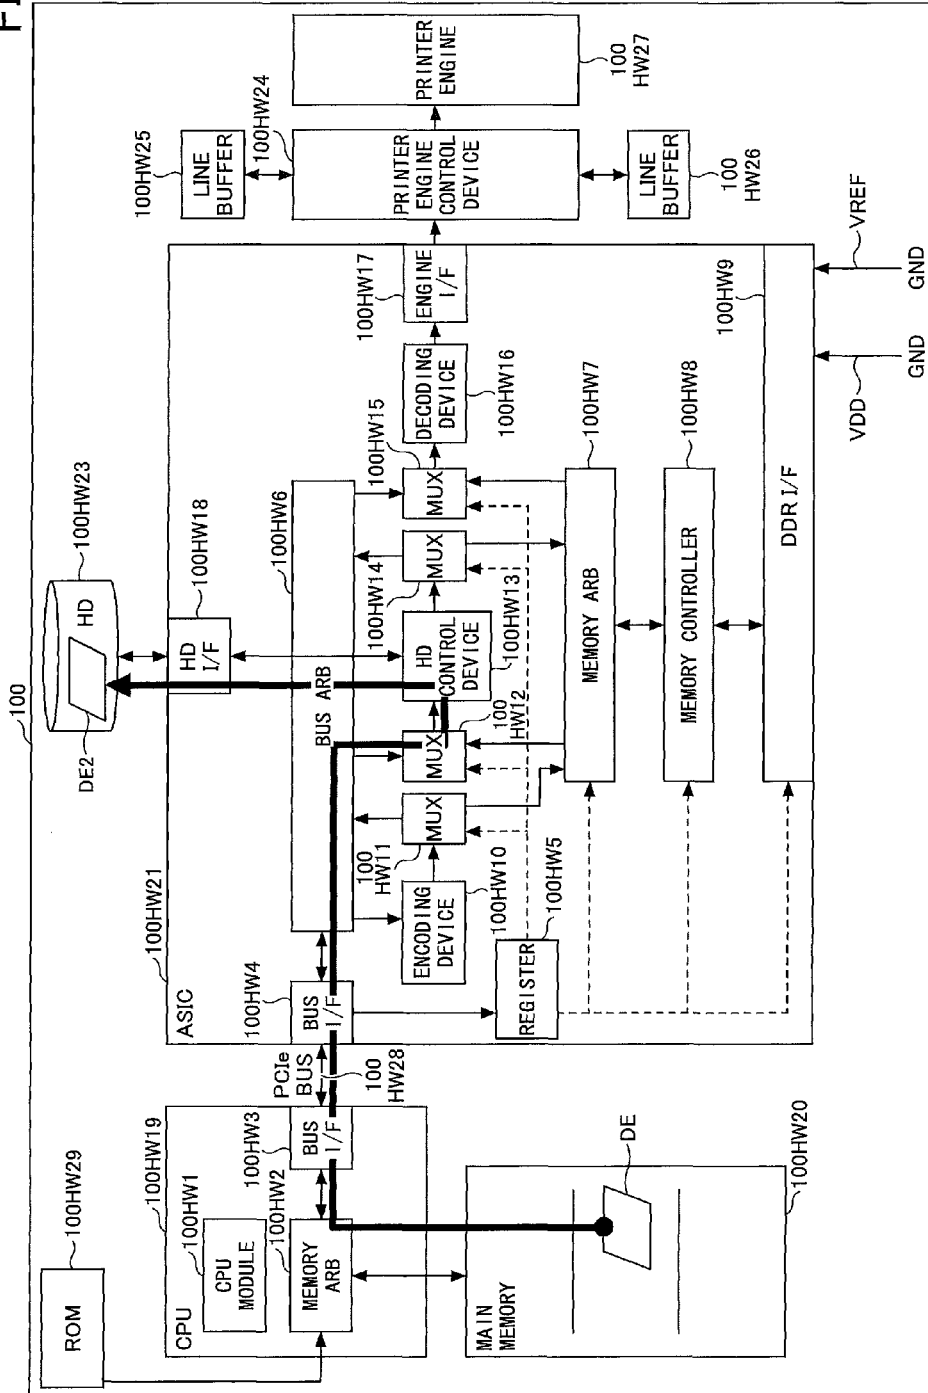 FI
100
ROM
100HW29
CPU
100HW19
CPU
MODULE
100HW1
MEMORY
ARB
100HW2
BUS
I/F
100HW3
MAIN
MEMORY
100HW20
DE
PCIe
BUS
100
HW28
ASIC
100HW21
BUS
I/F
100HW4
REGISTER
100HW5
BUS ARB
100HW6
ENCODING
DEVICE
100HW10
MUX
100
HW11
MUX
100
HW12
HD
CONTROL
DEVICE
100HW13
MUX
100HW14
MUX
100HW15
DECODING
DEVICE
100HW16
ENGINE
I/F
100HW17
HD
I/F
100HW18
HD
100HW23
DE2
MEMORY ARB
100HW7
MEMORY CONTROLLER
100HW8
DDR I/F
100HW9
VDD
GND
VREF
GND
LINE
BUFFER
100HW25
PRINTER
ENGINE
CONTROL
DEVICE
100HW24
LINE
BUFFER
100
HW26
PRINTER
ENGINE
100
HW27